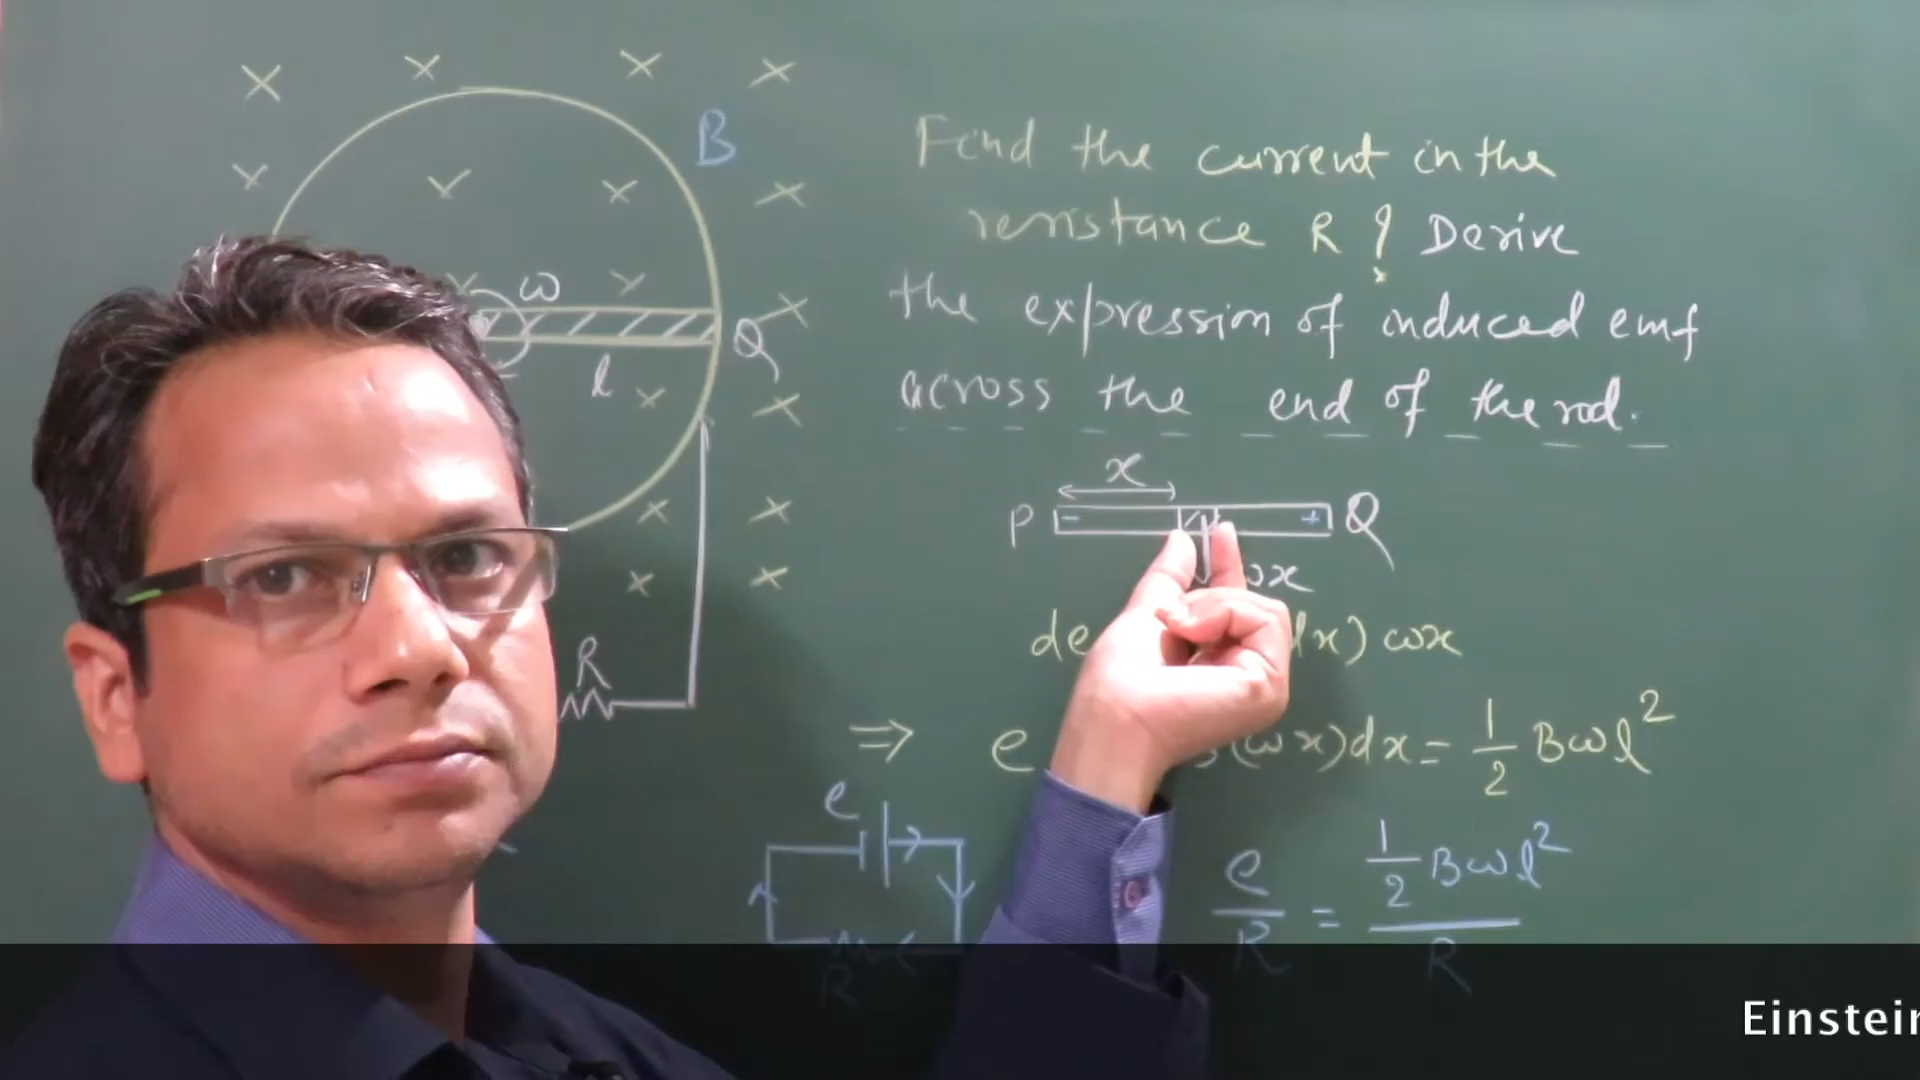 B
ω
Q
l
R
Find the current in the
resistance R ? Derive
the expression of induced emf
across the end of the rod.
x
P - + Q
ωx
de dx) ωx
⇒ e (ωx)dx = 1/2 Bωl²
e
R
e/R = 1/2 Bωl² / R
Einstein